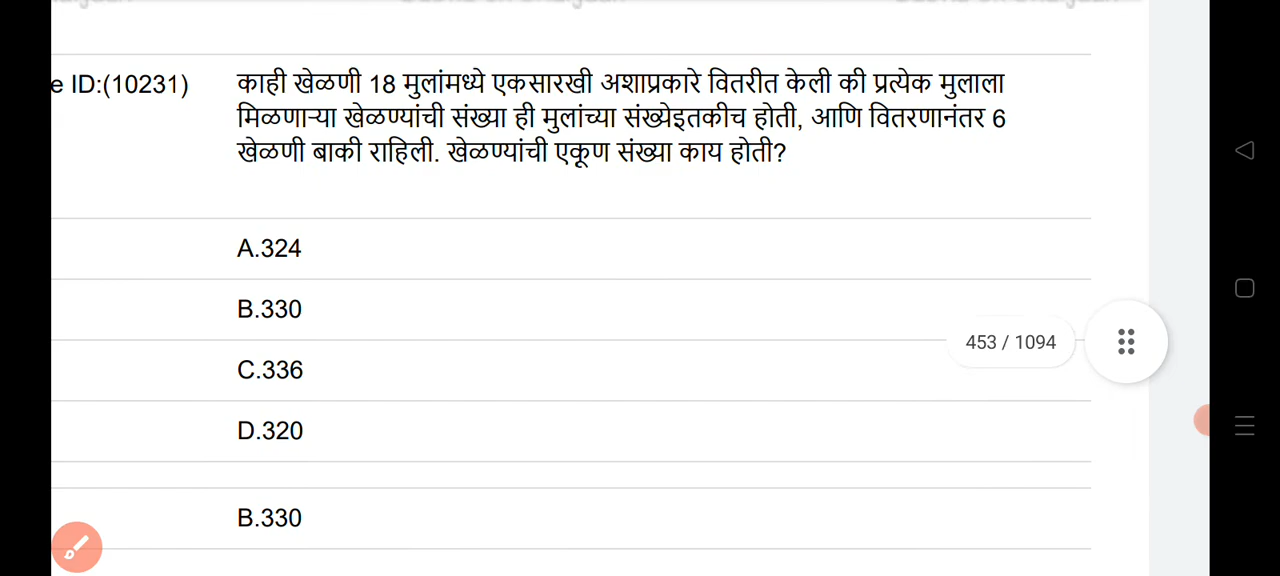 e ID:(10231)
काही खेळणी 18 मुलांमध्ये एकसारखी अशाप्रकारे वितरीत केली की प्रत्येक मुलाला
मिळणाऱ्या खेळण्यांची संख्या ही मुलांच्या संख्येइतकीच होती, आणि वितरणानंतर 6
खेळणी बाकी राहिली. खेळण्यांची एकूण संख्या काय होती?
A.324
B.330
453 / 1094
C.336
D.320
B.330